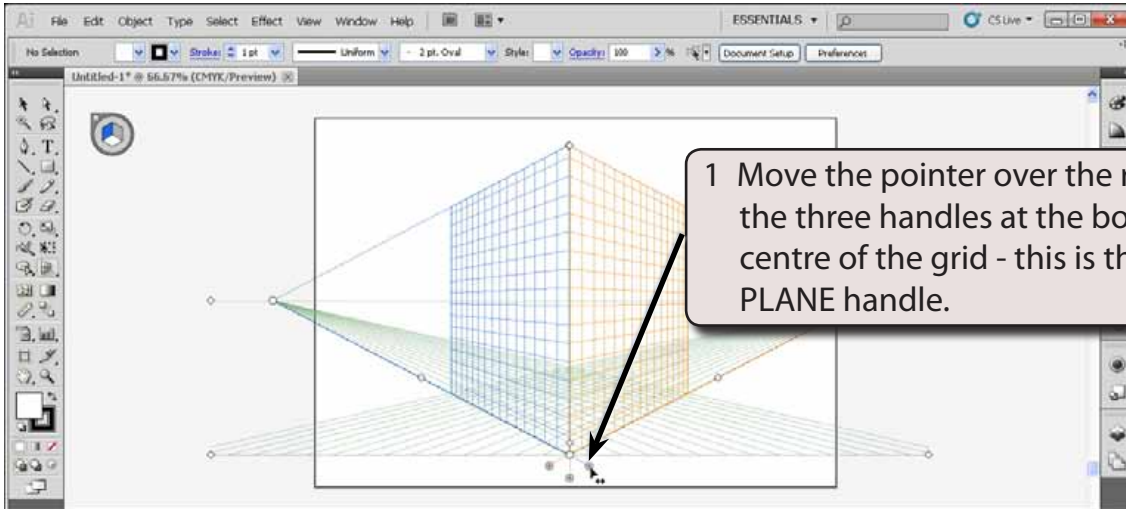 Ai File Edit Object Type Select Effect View Window Help Br ESSENTIALS CS Live
No Selection Stroke: 1 pt Uniform 2 pt. Oval Style: Opacity: 100 % Document Setup Preferences
Untitled-1* @ 66.67% (CMYK/Preview)
1 Move the pointer over the
the three handles at the
centre of the grid - this is
PLANE handle.